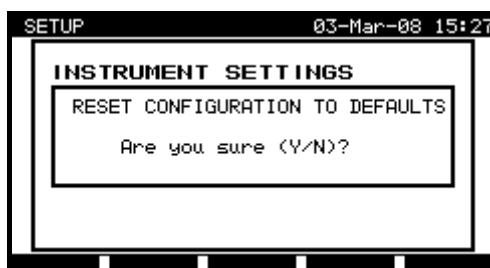 SETUP 03-Mar-08 15:27
INSTRUMENT SETTINGS
RESET CONFIGURATION TO DEFAULTS
Are you sure (Y/N)?